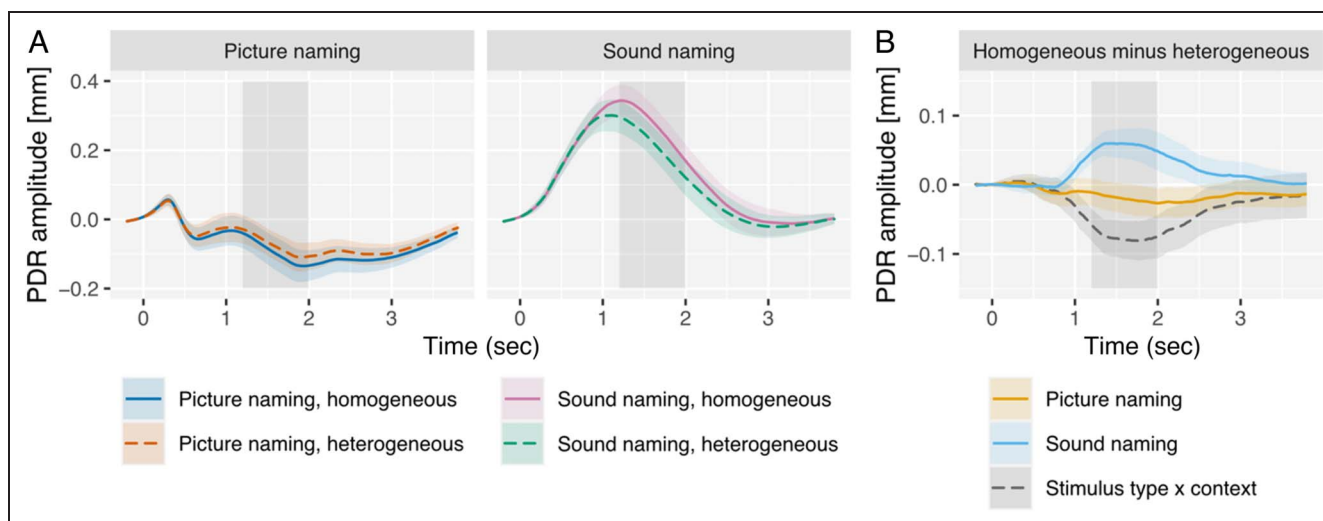 A
Picture naming
Sound naming
PDR amplitude [mm]
0.4
0.2
0.0
−0.2
0 1 2 3
0 1 2 3
Time (sec)
B
Homogeneous minus heterogeneous
PDR amplitude [mm]
0.1
0.0
−0.1
0 1 2 3
Time (sec)
Picture naming, homogeneous
Picture naming, heterogeneous
Sound naming, homogeneous
Sound naming, heterogeneous
Picture naming
Sound naming
Stimulus type x context